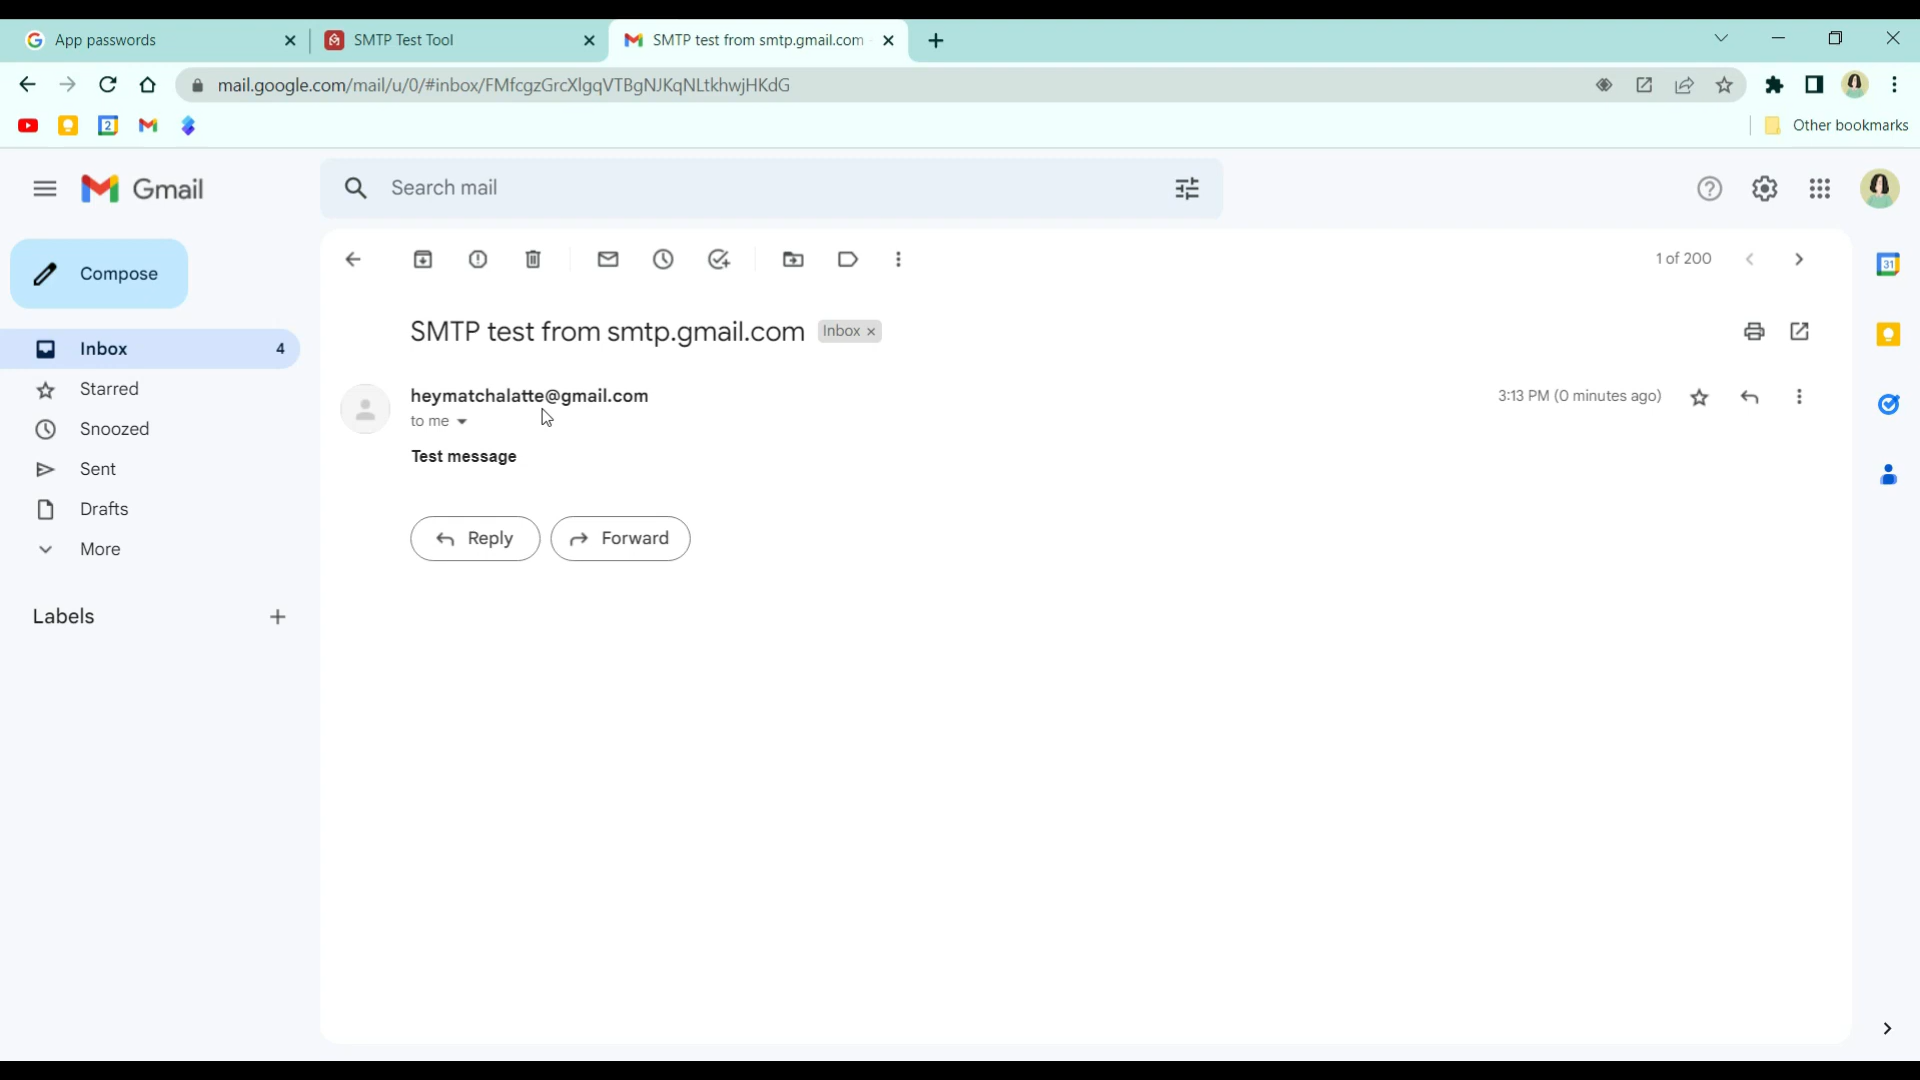 App passwords
SMTP Test Tool
SMTP test from smtp.gmail.com
mail.google.com/mail/u/0/#inbox/FMfcgzGrcXlgqVTBgNJKqNLtkhwjHKdG
2
Other bookmarks
Gmail
Search mail
Compose
1 of 200
31
Inbox 4
Starred
Snoozed
Sent
Drafts
More
Labels
SMTP test from smtp.gmail.com Inbox
heymatchalatte@gmail.com
3:13 PM (0 minutes ago)
to me
Test message
Reply
Forward